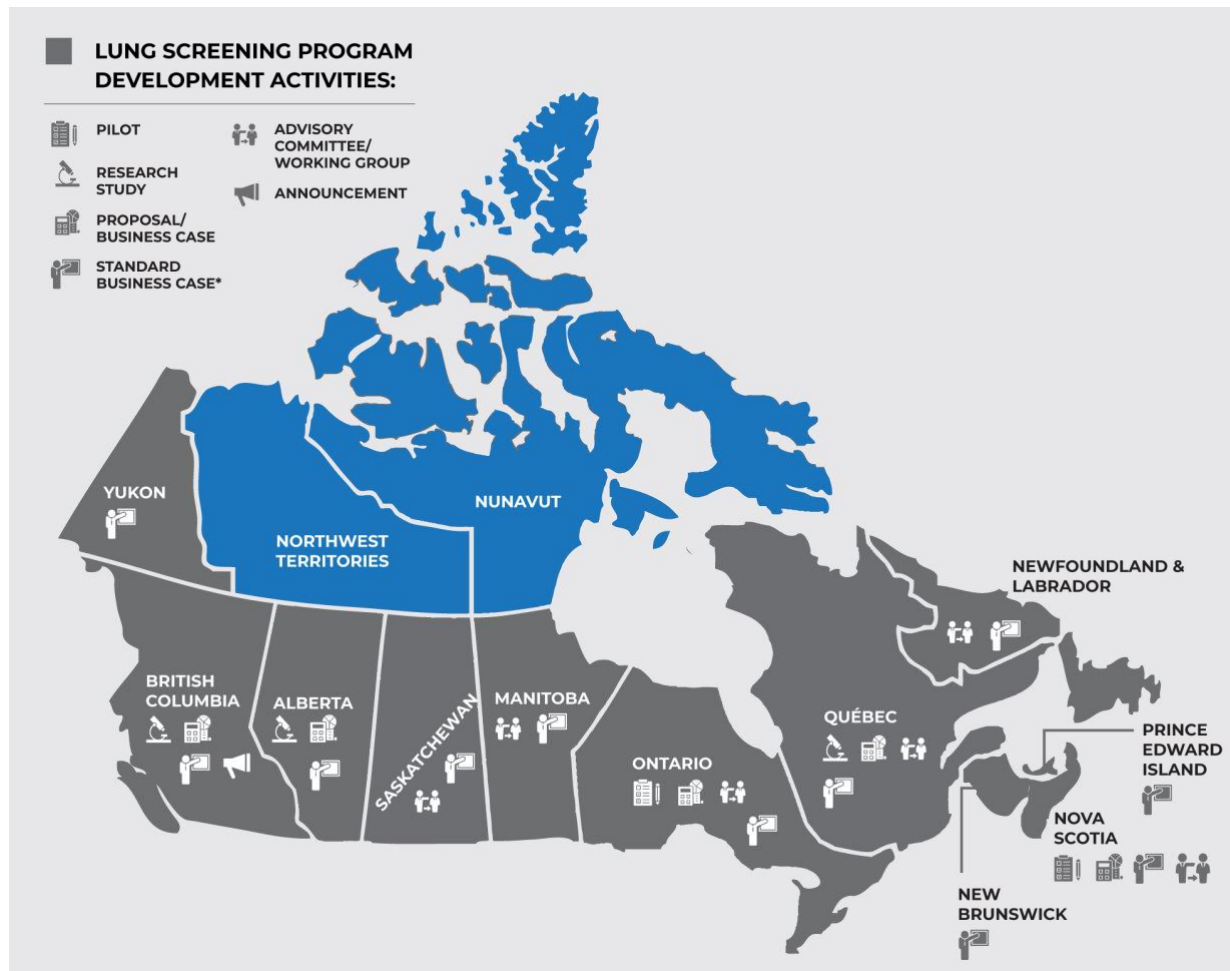 LUNG SCREENING PROGRAM
DEVELOPMENT ACTIVITIES:
PILOT
RESEARCH
STUDY
PROPOSAL/
BUSINESS CASE
STANDARD
BUSINESS CASE*
ADVISORY
COMMITTEE/
WORKING GROUP
ANNOUNCEMENT
YUKON
NORTHWEST
TERRITORIES
NUNAVUT
BRITISH
COLUMBIA
ALBERTA
SASKATCHEWAN
MANITOBA
ONTARIO
QUÉBEC
NEWFOUNDLAND &
LABRADOR
PRINCE
EDWARD
ISLAND
NOVA
SCOTIA
NEW
BRUNSWICK